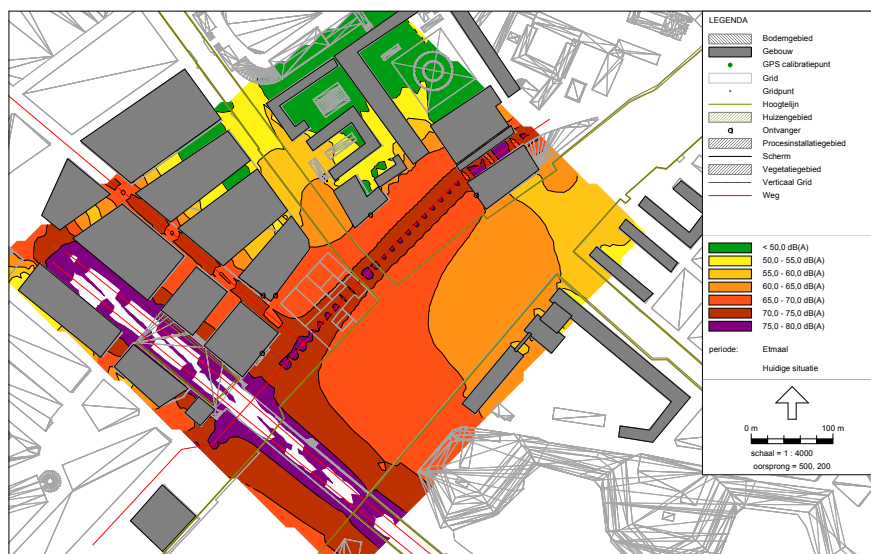 LEGENDA
Bodemgebied
Gebouw
GPS calibratiepunt
Grid
Gridpunt
Hoogtelijn
Huizengebied
Ontvanger
Procesinstallatiegebied
Scherm
Vegetatiegebied
Verticaal Grid
Weg
< 50,0 dB(A)
50,0 - 55,0 dB(A)
55,0 - 60,0 dB(A)
60,0 - 65,0 dB(A)
65,0 - 70,0 dB(A)
70,0 - 75,0 dB(A)
75,0 - 80,0 dB(A)
periode: Etmaal
Huidige situatie
0 m 100 m
schaal = 1 : 4000
oorsprong = 500, 200